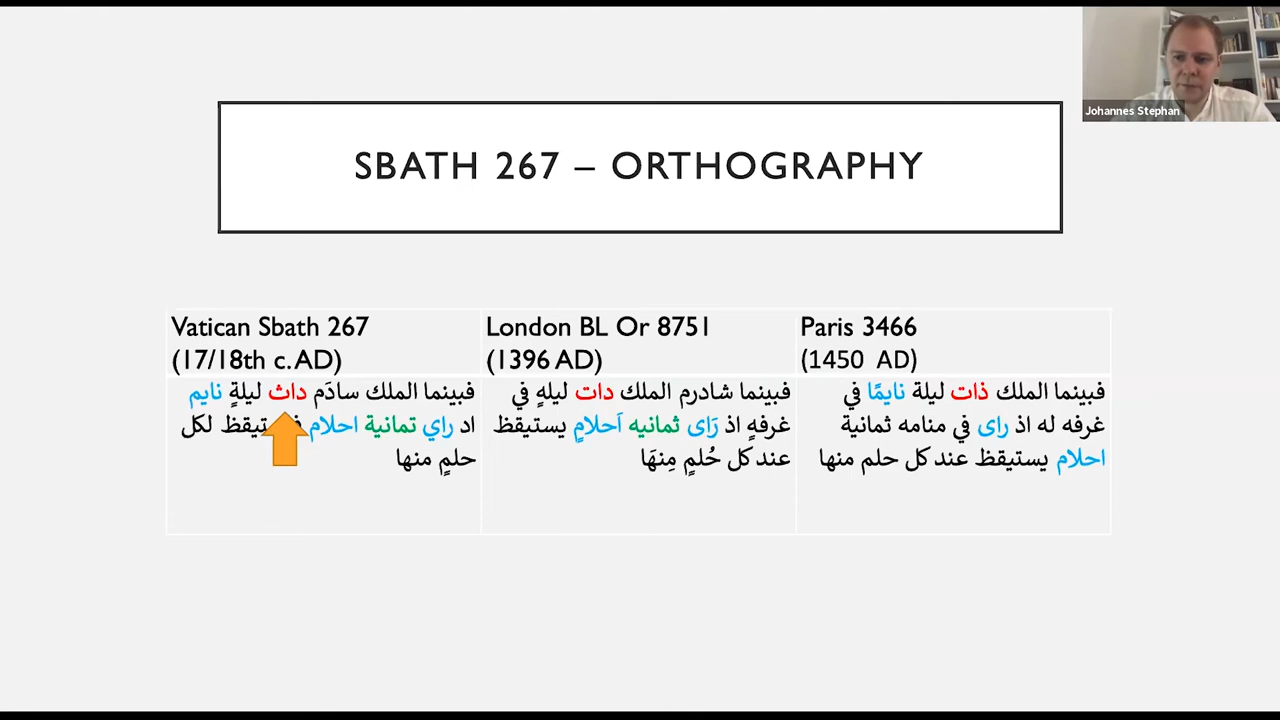 Johannes Stephan
SBATH 267 – ORTHOGRAPHY
Vatican Sbath 267
(17/18th c. AD)
فبينما الملك سادَم داث ليلةٍ نايم
اد راي تمانية احلام لكل
حلمٍ منها
London BL Or 8751
(1396 AD)
فبينما شادرم الملك دات ليلهٍ في
غرفهٍ اذ رَاى ثمانيه اَحلامٍ يستيقظ
عند كل حُلمٍ مِنهَا
Paris 3466
(1450 AD)
فبينما الملك ذات ليلة نايمًا في
غرفه له اذ راى في منامه ثمانية
احلام يستيقظ عند كل حلم منها